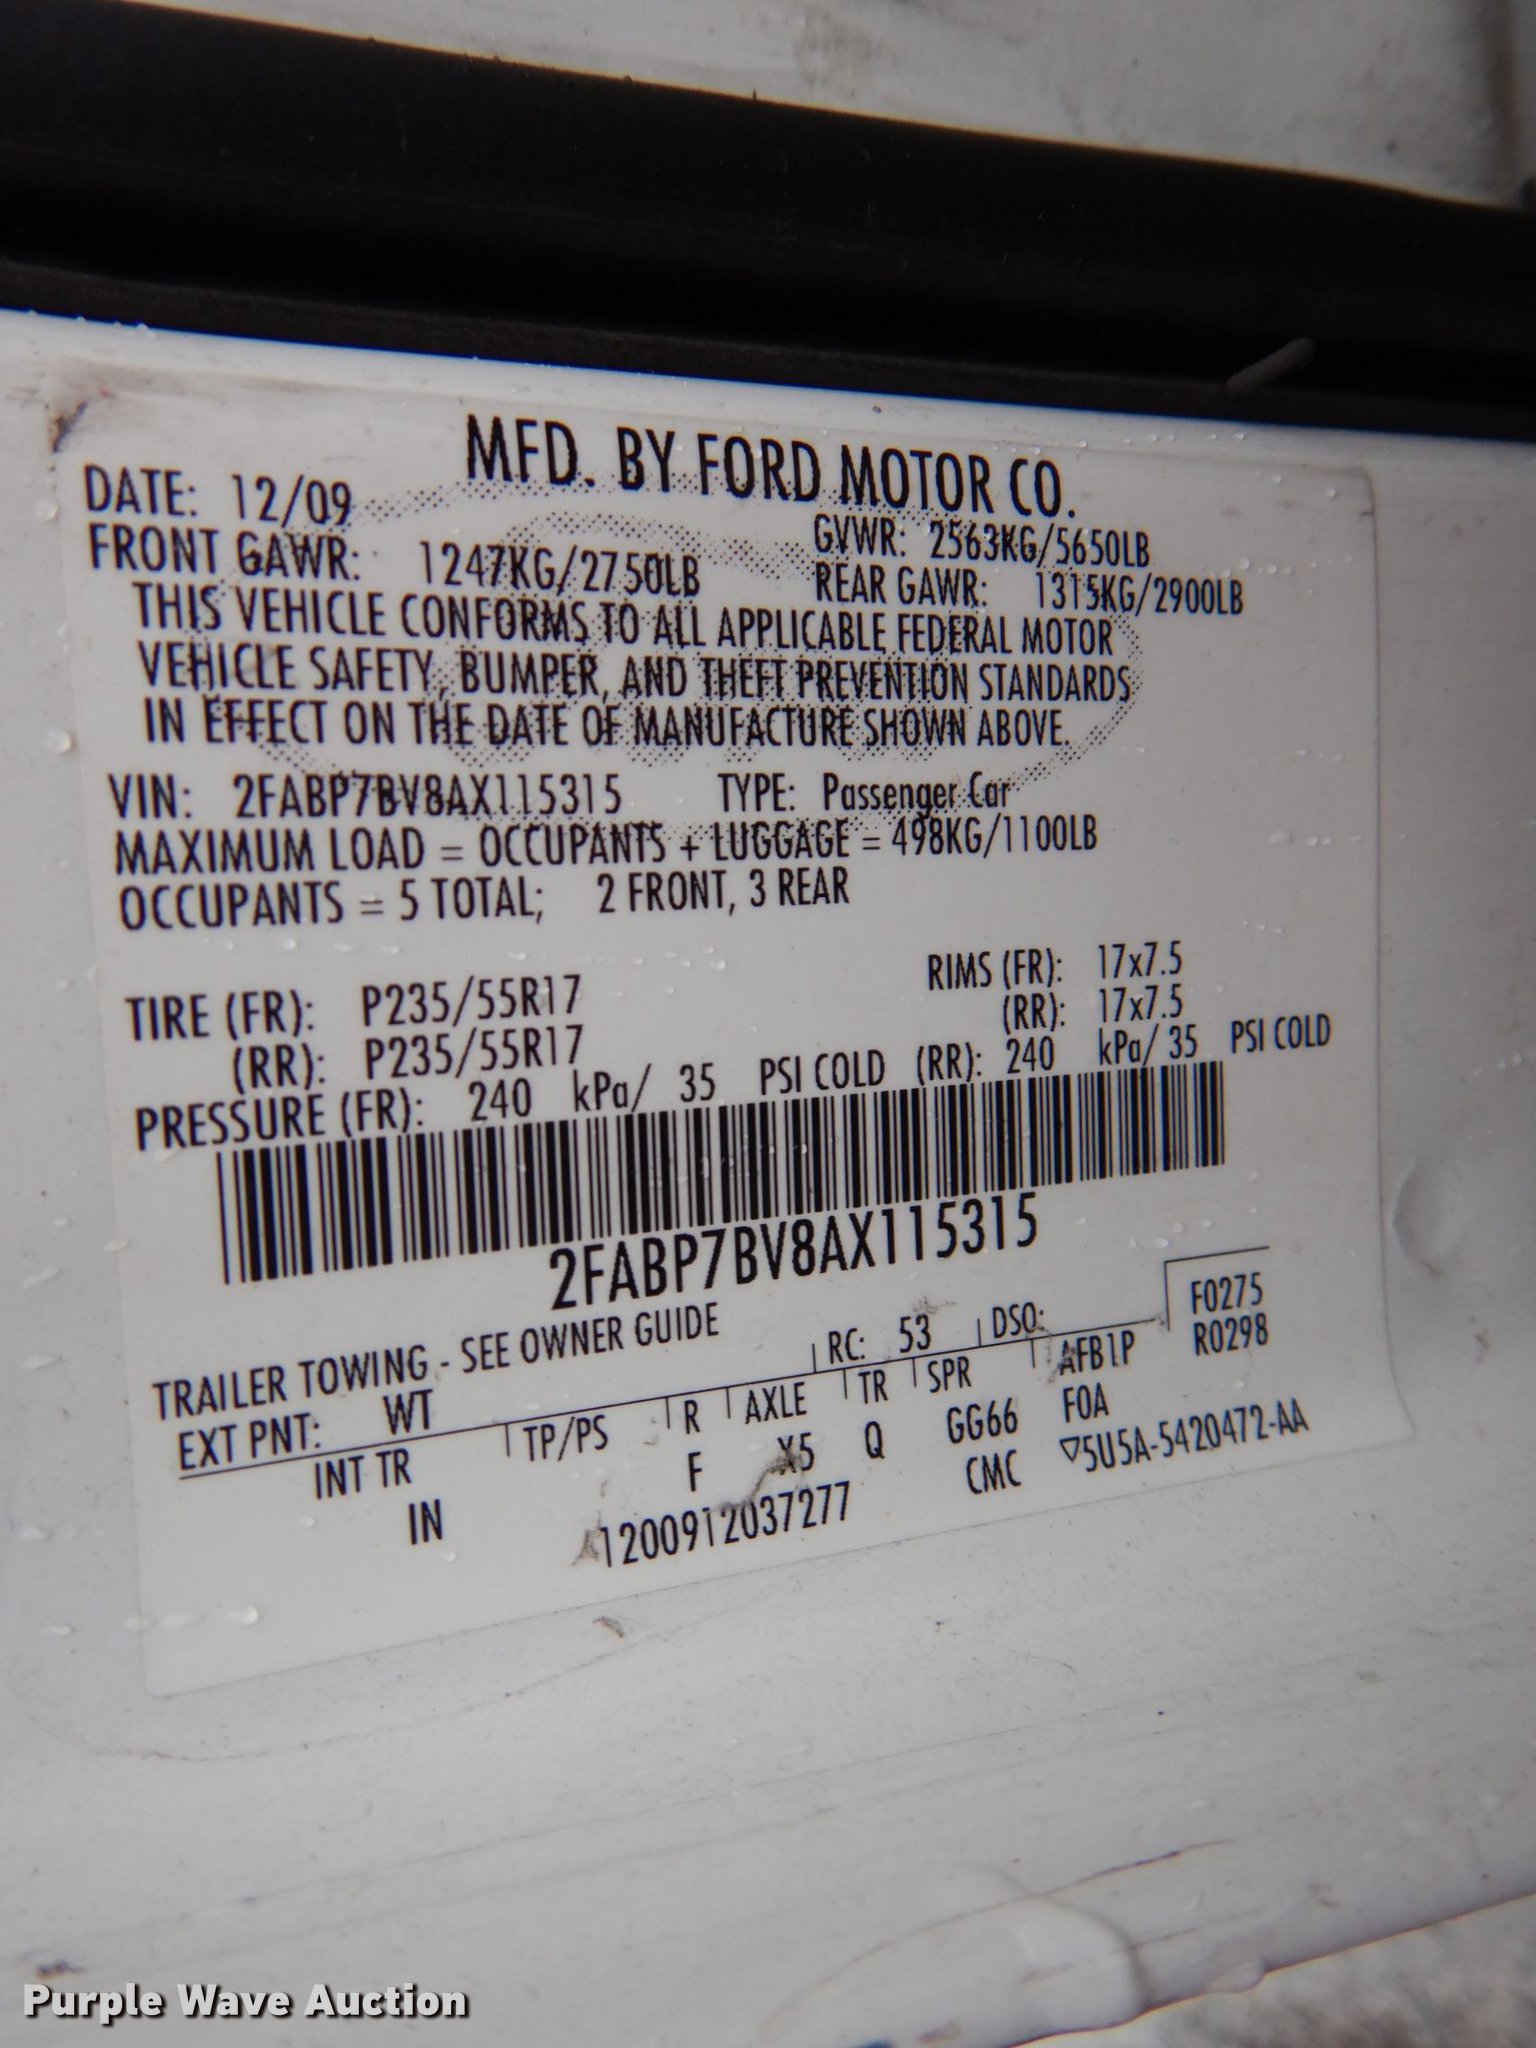 MFD. BY FORD MOTOR CO.
DATE: 12/09
GVWR: 2563KG/5650LB
FRONT GAWR: 1247KG/2750LB
REAR GAWR: 1315KG/2900LB
THIS VEHICLE CONFORMS TO ALL APPLICABLE FEDERAL MOTOR
VEHICLE SAFETY, BUMPER, AND THEFT PREVENTION STANDARDS
IN EFFECT ON THE DATE OF MANUFACTURE SHOWN ABOVE.
VIN: 2FABP7BV8AX115315 TYPE: Passenger Car
MAXIMUM LOAD = OCCUPANTS + LUGGAGE = 498KG/1100LB
OCCUPANTS = 5 TOTAL; 2 FRONT, 3 REAR
TIRE (FR): P235/55R17 RIMS (FR): 17x7.5
(RR): P235/55R17 (RR): 17x7.5
PRESSURE (FR): 240 kPa/ 35 PSI COLD (RR): 240 kPa/ 35 PSI COLD
2FABP7BV8AX115315
TRAILER TOWING - SEE OWNER GUIDE
F0275
EXT PNT: WT RC: 53 DSO: R0298
INT TR TP/PS R AXLE TR SPR AFB1P
IN F X5 Q GG66 F0A
1200912037277 CMC ▽5U5A-5420472-AA
Purple Wave Auction